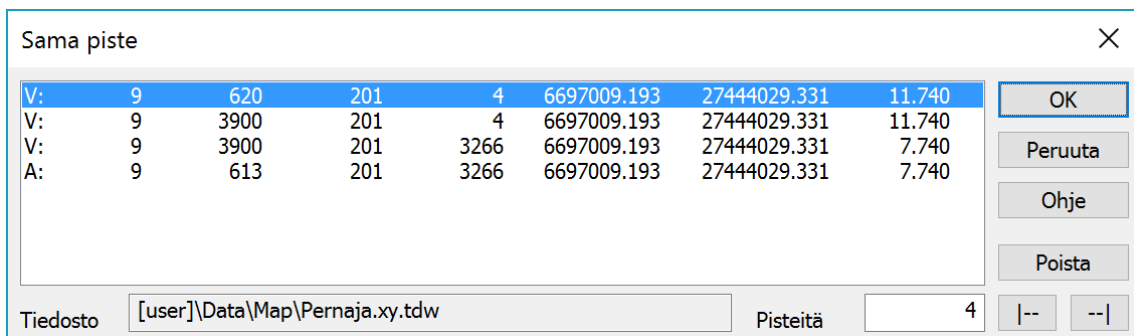 Sama piste
V: 9 620 201 4 6697009.193 27444029.331 11.740
V: 9 3900 201 4 6697009.193 27444029.331 11.740
V: 9 3900 201 3266 6697009.193 27444029.331 7.740
A: 9 613 201 3266 6697009.193 27444029.331 7.740
OK
Peruuta
Ohje
Poista
Tiedosto [user]\Data\Map\Pernaja.xy.tdw Pisteitä 4 |-- --|